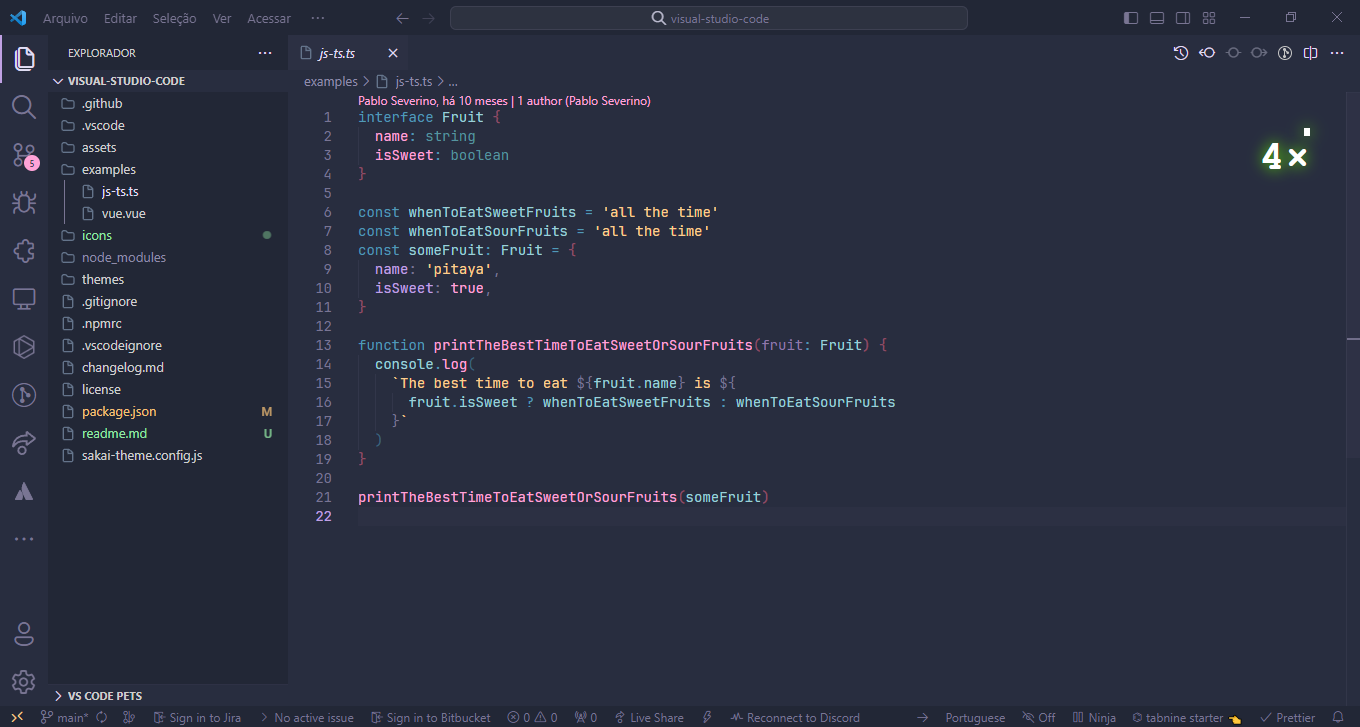 Arquivo Editar Seleção Ver Acessar ··· visual-studio-code
EXPLORADOR ···
VISUAL-STUDIO-CODE
.github
.vscode
assets
examples
js-ts.ts
vue.vue
icons
node_modules
themes
.gitignore
.npmrc
.vscodeignore
changelog.md
license
package.json M
readme.md U
sakai-theme.config.js
VS CODE PETS
5
js-ts.ts
examples > js-ts.ts > ...
Pablo Severino, há 10 meses | 1 author (Pablo Severino)
1 interface Fruit {
2 name: string
3 isSweet: boolean
4 }
5
6 const whenToEatSweetFruits = 'all the time'
7 const whenToEatSourFruits = 'all the time'
8 const someFruit: Fruit = {
9 name: 'pitaya',
10 isSweet: true,
11 }
12
13 function printTheBestTimeToEatSweetOrSourFruits(fruit: Fruit) {
14 console.log(
15 `The best time to eat ${fruit.name} is ${
16 fruit.isSweet ? whenToEatSweetFruits : whenToEatSourFruits
17 }`
18 )
19 }
20
21 printTheBestTimeToEatSweetOrSourFruits(someFruit)
22
4×
main* Sign in to Jira No active issue Sign in to Bitbucket 0 0 0 Live Share Reconnect to Discord Portuguese Off Ninja tabnine starter Prettier